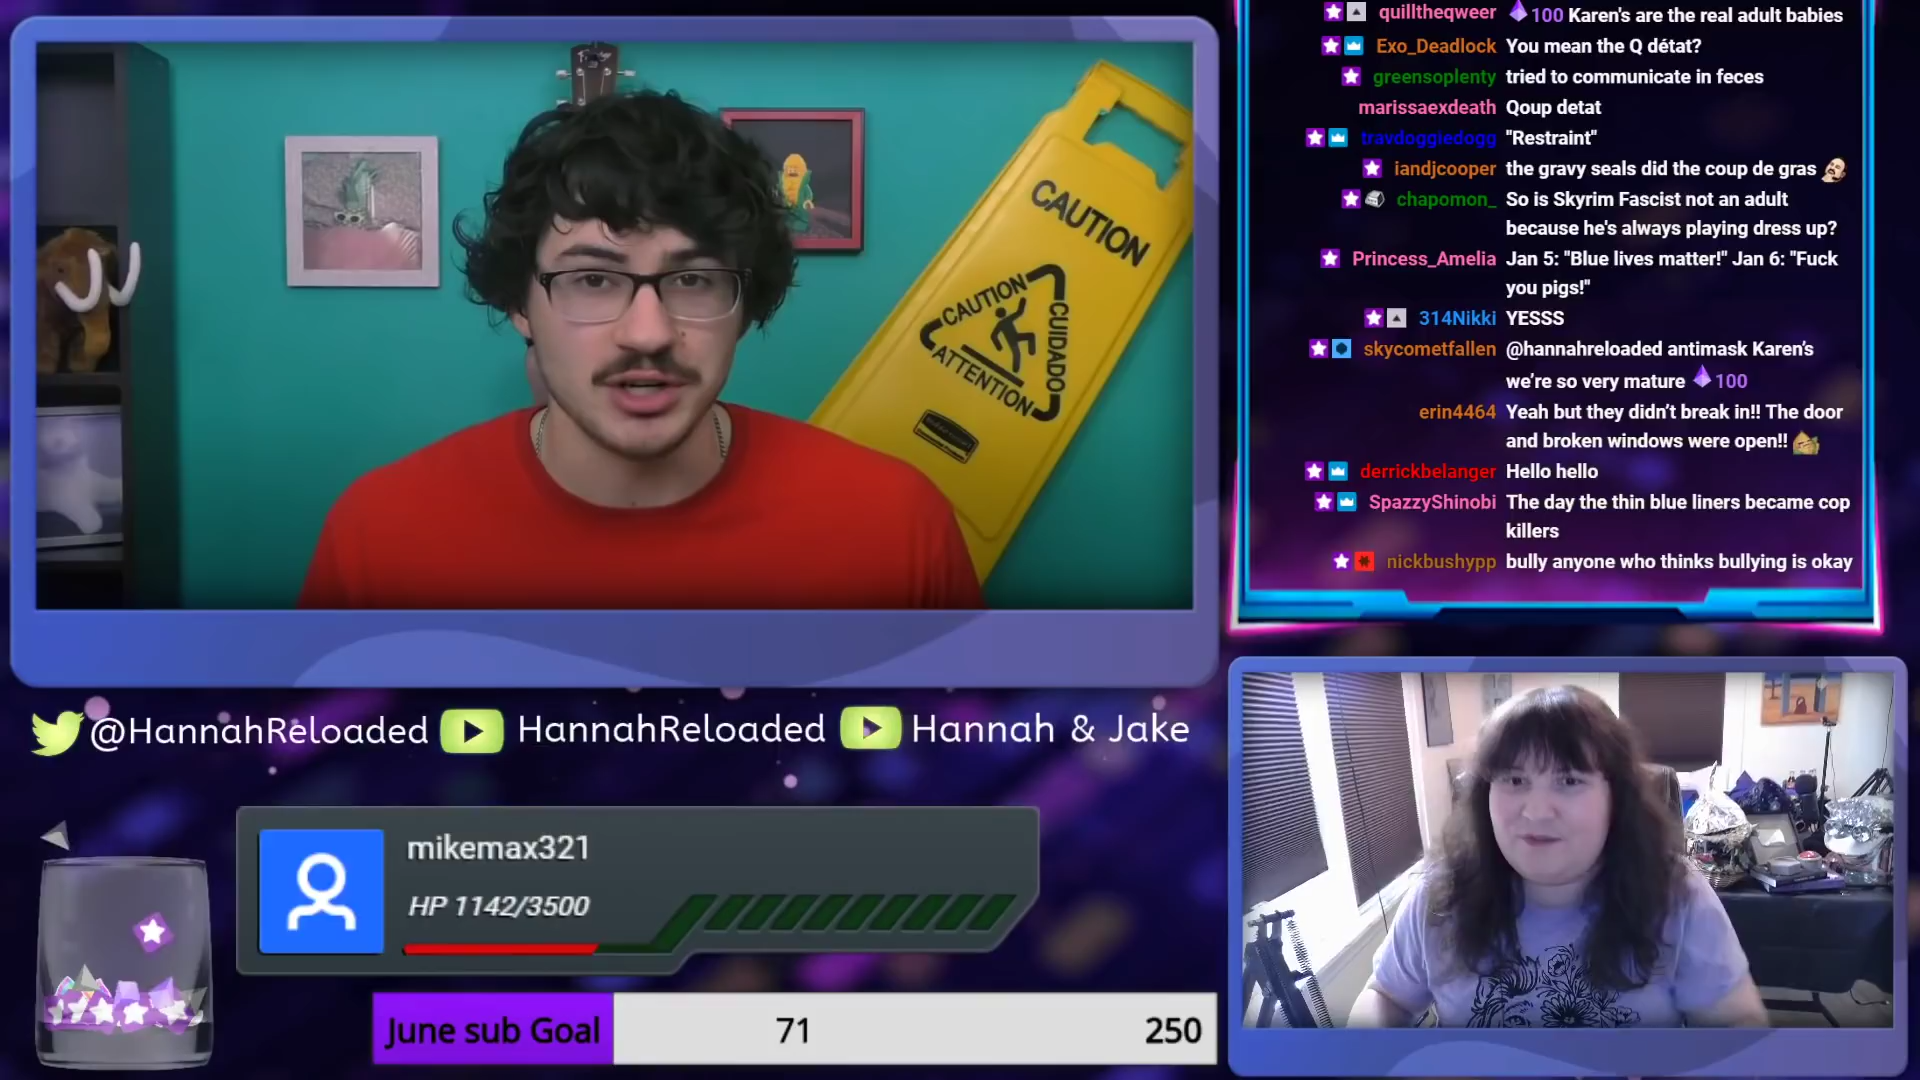 CAUTION
CAUTION
CUIDADO
ATTENTION
quilltheqweer 100 Karen's are the real adult babies
Exo_Deadlock You mean the Q détat?
greensoplenty tried to communicate in feces
marissaexdeath Qoup detat
travdoggiedogg "Restraint"
iandjcooper the gravy seals did the coup de gras
chapomon_ So is Skyrim Fascist not an adult
because he's always playing dress up?
Princess_Amelia Jan 5: "Blue lives matter!" Jan 6: "Fuck
you pigs!"
314Nikki YESSS
skycometfallen @hannahreloaded antimask Karen's
we're so very mature 100
erin4464 Yeah but they didn't break in!! The door
and broken windows were open!!
derrickbelanger Hello hello
SpazzyShinobi The day the thin blue liners became cop
killers
nickbushypp bully anyone who thinks bullying is okay
@HannahReloaded HannahReloaded Hannah & Jake
mikemax321
HP 1142/3500
June sub Goal 71 250